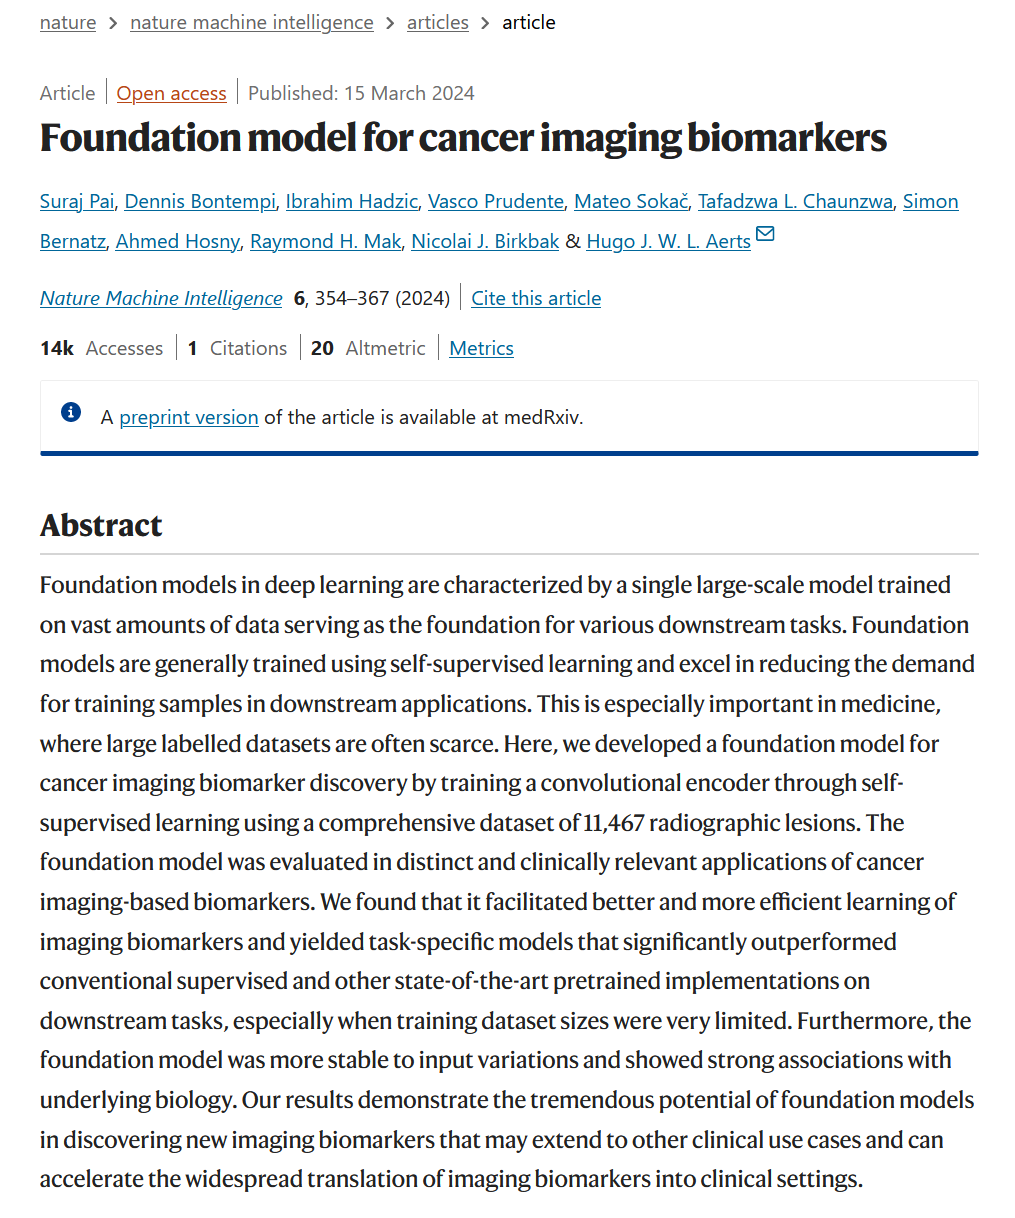 nature > nature machine intelligence > articles > article
Article | Open access | Published: 15 March 2024
Foundation model for cancer imaging biomarkers
Suraj Pai, Dennis Bontempi, Ibrahim Hadzic, Vasco Prudente, Mateo Sokač, Tafadzwa L. Chaunzwa, Simon
Bernatz, Ahmed Hosny, Raymond H. Mak, Nicolai J. Birkbak & Hugo J. W. L. Aerts
Nature Machine Intelligence 6, 354–367 (2024) | Cite this article
14k Accesses | 1 Citations | 20 Altmetric | Metrics
A preprint version of the article is available at medRxiv.
Abstract
Foundation models in deep learning are characterized by a single large-scale model trained
on vast amounts of data serving as the foundation for various downstream tasks. Foundation
models are generally trained using self-supervised learning and excel in reducing the demand
for training samples in downstream applications. This is especially important in medicine,
where large labelled datasets are often scarce. Here, we developed a foundation model for
cancer imaging biomarker discovery by training a convolutional encoder through self-
supervised learning using a comprehensive dataset of 11,467 radiographic lesions. The
foundation model was evaluated in distinct and clinically relevant applications of cancer
imaging-based biomarkers. We found that it facilitated better and more efficient learning of
imaging biomarkers and yielded task-specific models that significantly outperformed
conventional supervised and other state-of-the-art pretrained implementations on
downstream tasks, especially when training dataset sizes were very limited. Furthermore, the
foundation model was more stable to input variations and showed strong associations with
underlying biology. Our results demonstrate the tremendous potential of foundation models
in discovering new imaging biomarkers that may extend to other clinical use cases and can
accelerate the widespread translation of imaging biomarkers into clinical settings.